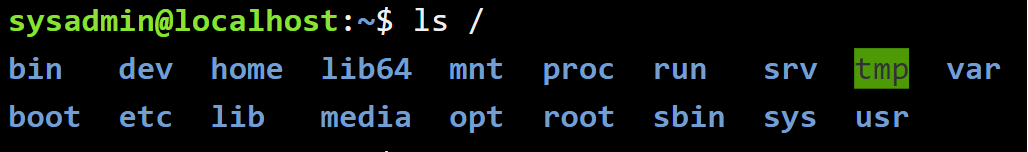 sysadmin@localhost:~$ ls /
bin dev home lib64 mnt proc run srv tmp var
boot etc lib media opt root sbin sys usr